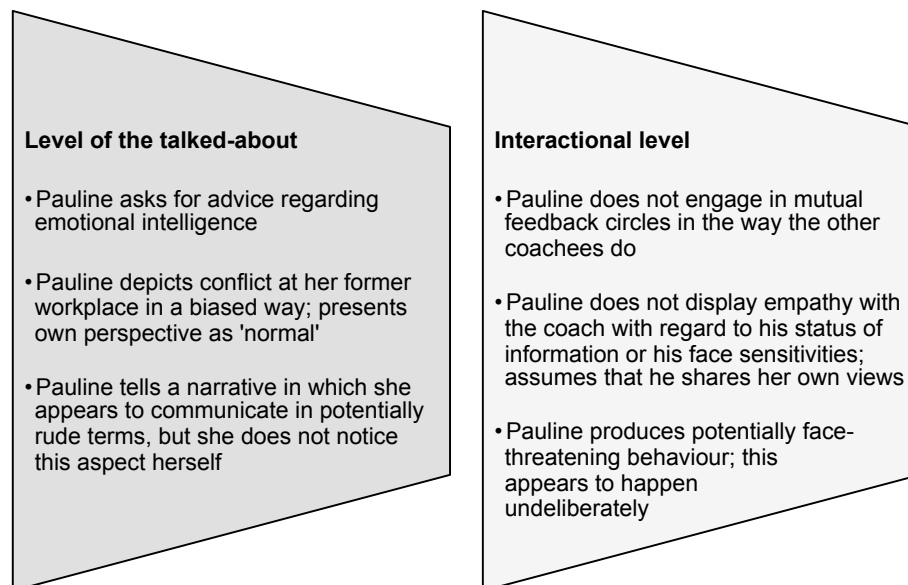 Level of the talked-about
•Pauline asks for advice regarding
emotional intelligence
•Pauline depicts conflict at her former
workplace in a biased way; presents
own perspective as 'normal'
•Pauline tells a narrative in which she
appears to communicate in potentially
rude terms, but she does not notice
this aspect herself
Interactional level
•Pauline does not engage in mutual
feedback circles in the way the other
coachees do
•Pauline does not display empathy with
the coach with regard to his status of
information or his face sensitivities;
assumes that he shares her own views
•Pauline produces potentially face-
threatening behaviour; this
appears to happen
undeliberately